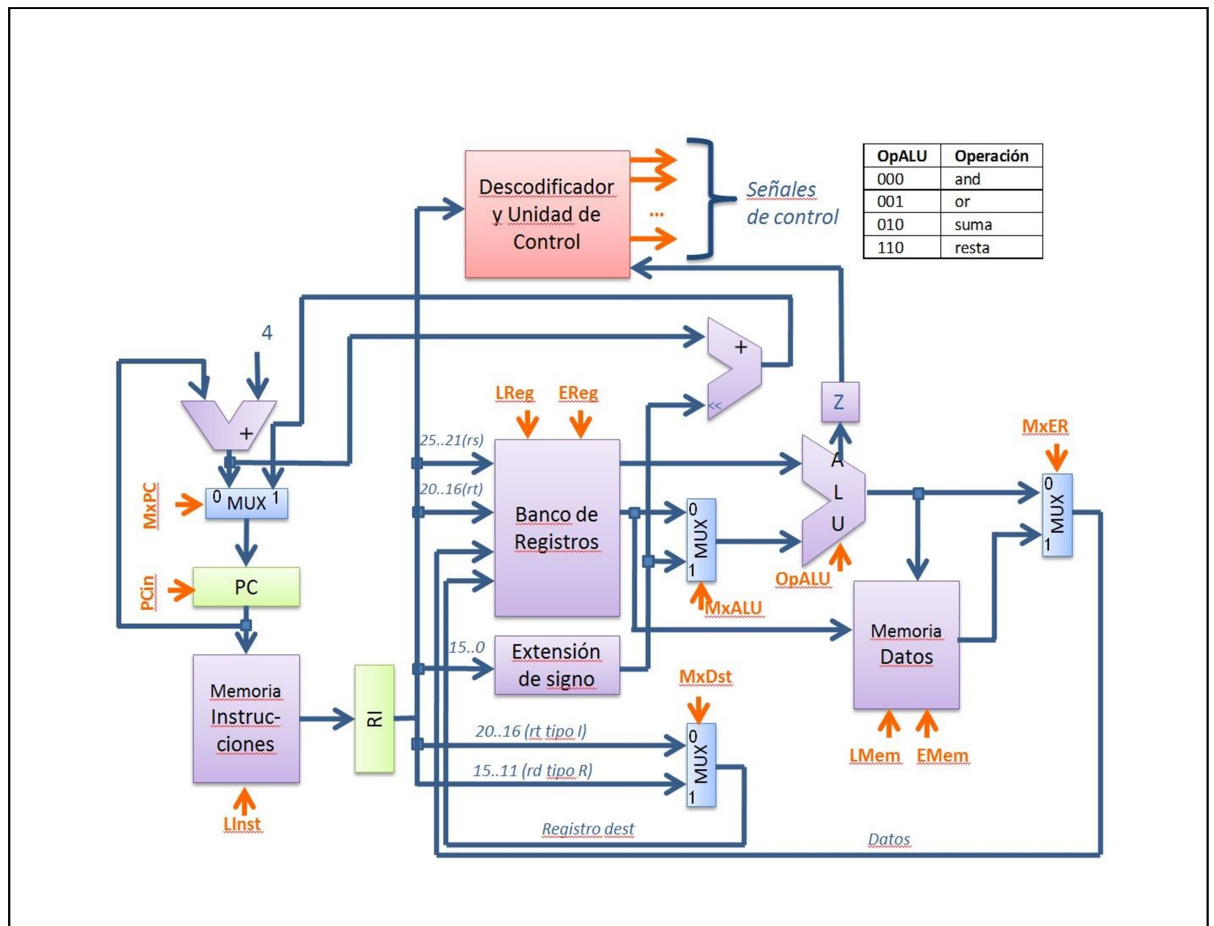 Descodificador
y Unidad de
Control
...
Señales
de control
OpALU Operación
000 and
001 or
010 suma
110 resta
4
+
+
<<
Z
LReg
EReg
MxER
25..21(rs)
20..16(rt)
Banco de
Registros
0
MUX
1
MxALU
A
L
U
OpALU
0
MUX
1
MxPC
0 MUX 1
PCin
PC
Memoria
Instruc-
ciones
LInst
RI
15..0
Extensión
de signo
Memoria
Datos
LMem
EMem
MxDst
20..16 (rt tipo I)
15..11 (rd tipo R)
0
MUX
1
Registro dest
Datos